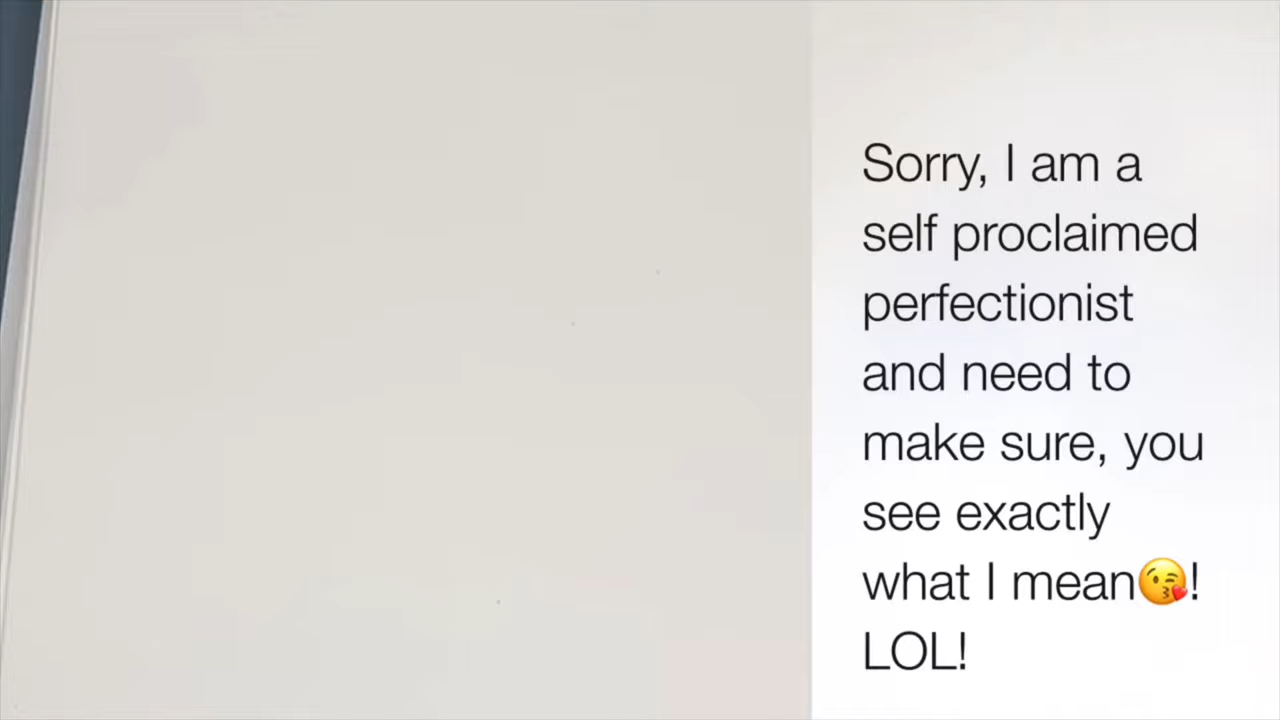 Sorry, I am a
self proclaimed
perfectionist
and need to
make sure, you
see exactly
what I mean😘!
LOL!